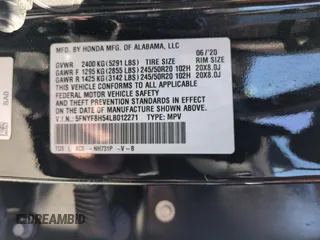 MFD. BY HONDA MFG. OF ALABAMA, LLC
06/'20
GVWR 2400 KG (5291 LBS) TIRE SIZE RIM SIZE
GAWR F 1295 KG (2855 LBS) 245/50R20 102H 20X8.0J
GAWR R 1425 KG (3142 LBS) 245/50R20 102H 20X8.0J
THIS VEHICLE CONFORMS TO ALL APPLICABLE
FEDERAL MOTOR VEHICLE SAFETY
AND THEFT PREVENTION STANDARDS IN EFFECT
ON THE DATE OF MANUFACTURE SHOWN ABOVE.
V.I.N.: 5FNYF8H54LB012271 TYPE: MPV
NH731P -V-B
DREAMBID